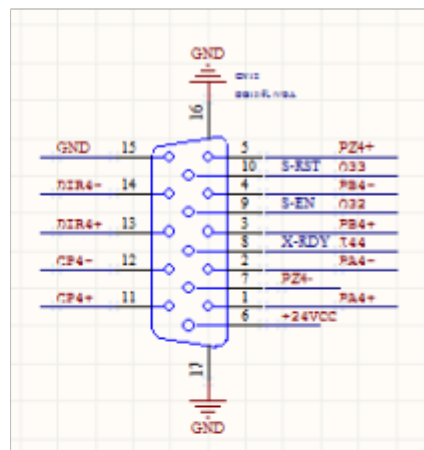 GND
16
GND 15 5 PZ4+
10 S-RST O33
DIR4- 14 4 PB4-
9 S-EN O32
DIR4+ 13 3 PB4+
8 X-RDY X44
CP4- 12 2 PA4-
7 PZ4-
CP4+ 11 1 PA4+
6 +24VCC
17
GND